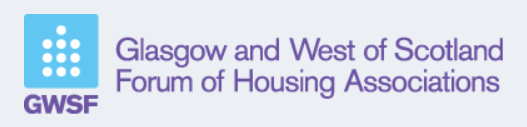 Glasgow and West of Scotland
Forum of Housing Associations
GWSF